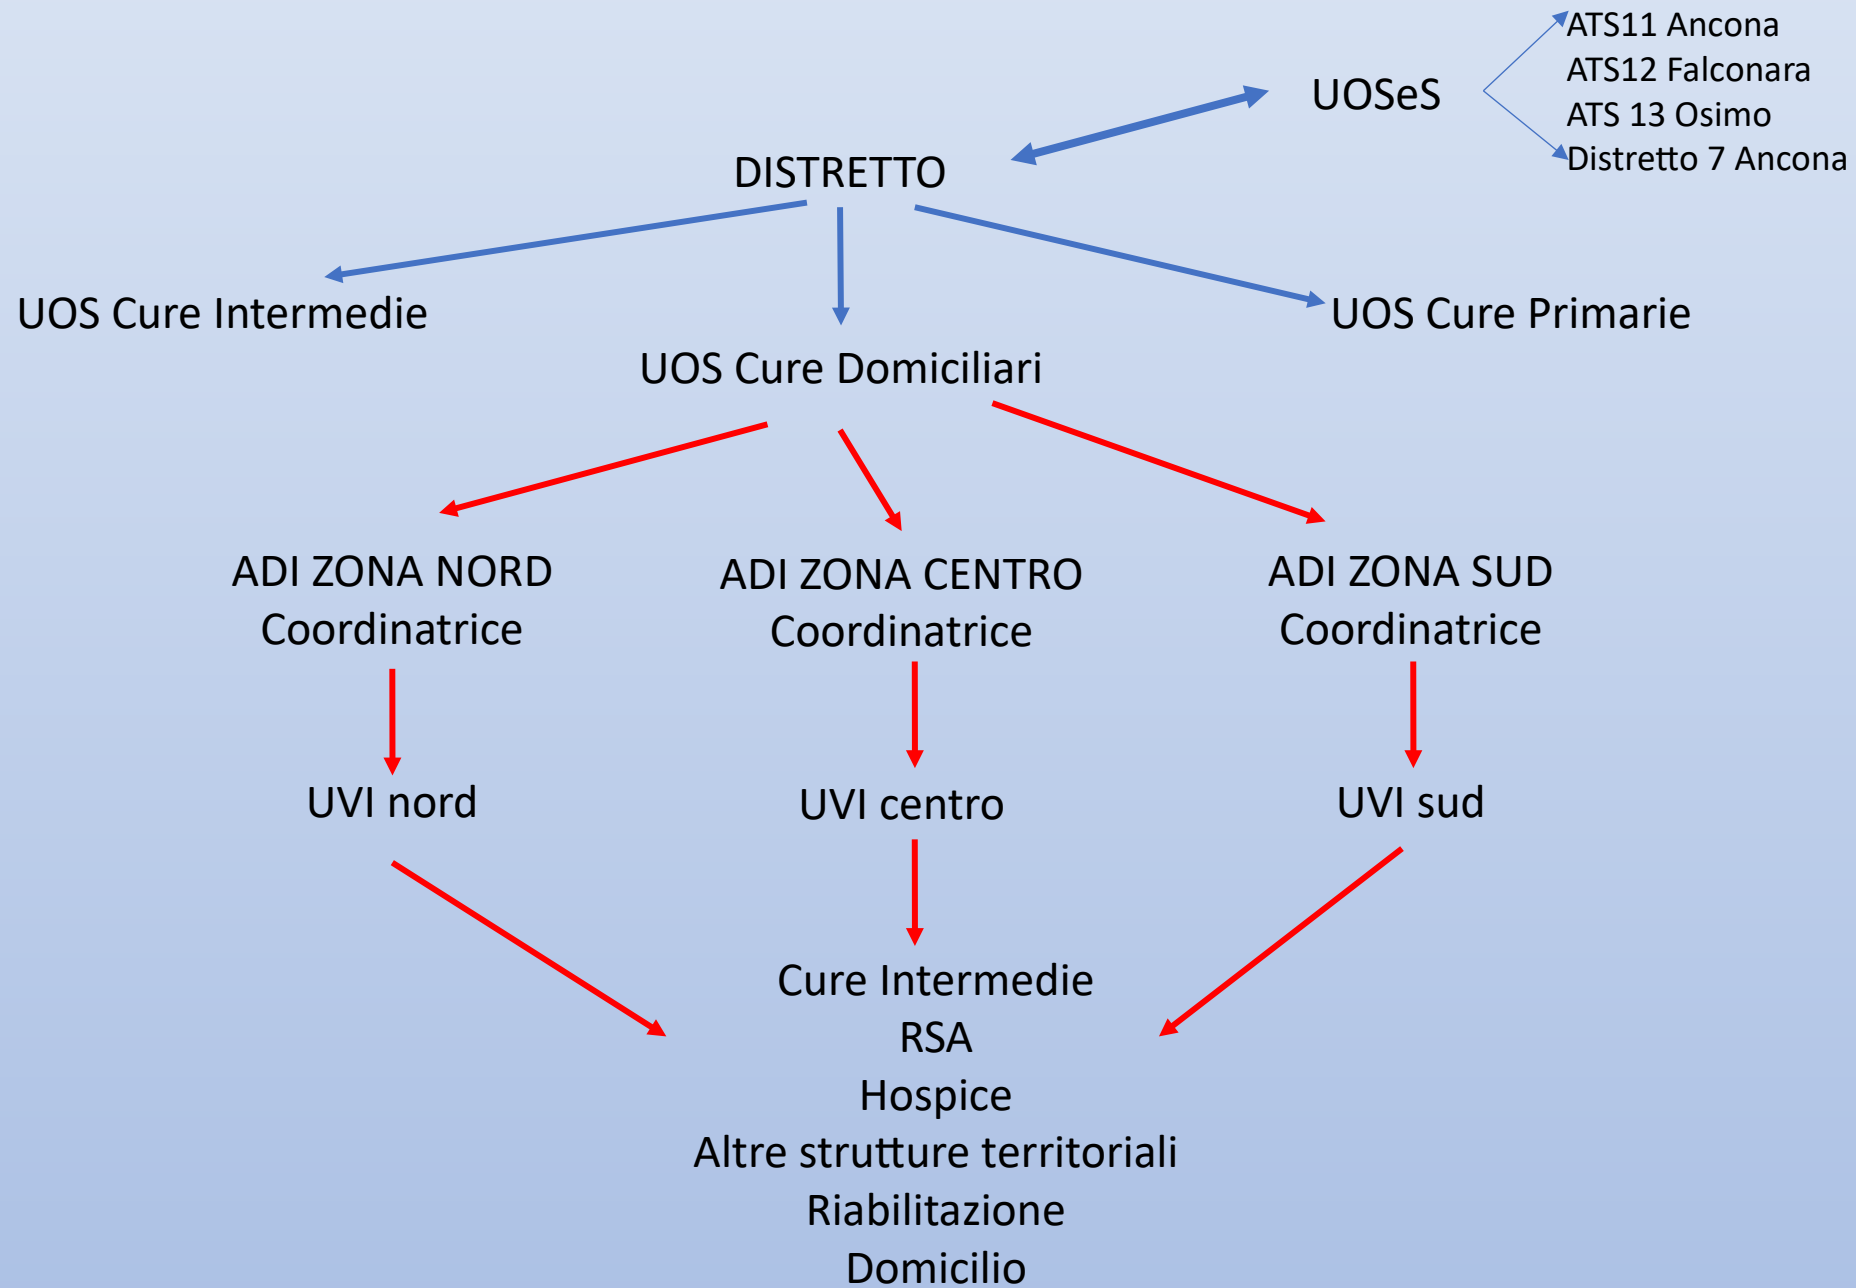 ATS11 Ancona
ATS12 Falconara
ATS 13 Osimo
Distretto 7 Ancona
UOSeS
DISTRETTO
UOS Cure Intermedie
UOS Cure Primarie
UOS Cure Domiciliari
ADI ZONA NORD
Coordinatrice
ADI ZONA CENTRO
Coordinatrice
ADI ZONA SUD
Coordinatrice
UVI nord
UVI centro
UVI sud
Cure Intermedie
RSA
Hospice
Altre strutture territoriali
Riabilitazione
Domicilio